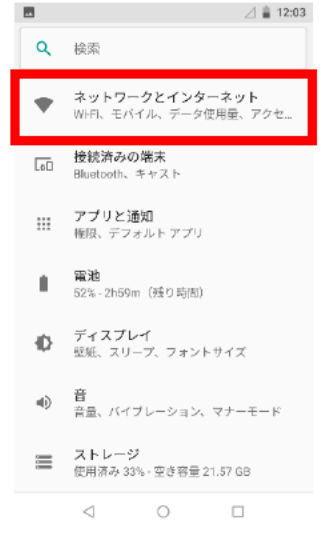 12:03
検索
ネットワークとインターネット
Wi-Fi、モバイル、データ使用量、アクセ...
接続済みの端末
Bluetooth、キャスト
アプリと通知
権限、デフォルト アプリ
電池
52% - 2h59m（残り時間）
ディスプレイ
壁紙、スリープ、フォントサイズ
音
音量、バイブレーション、マナーモード
ストレージ
使用済み 33% - 空き容量 21.57 GB